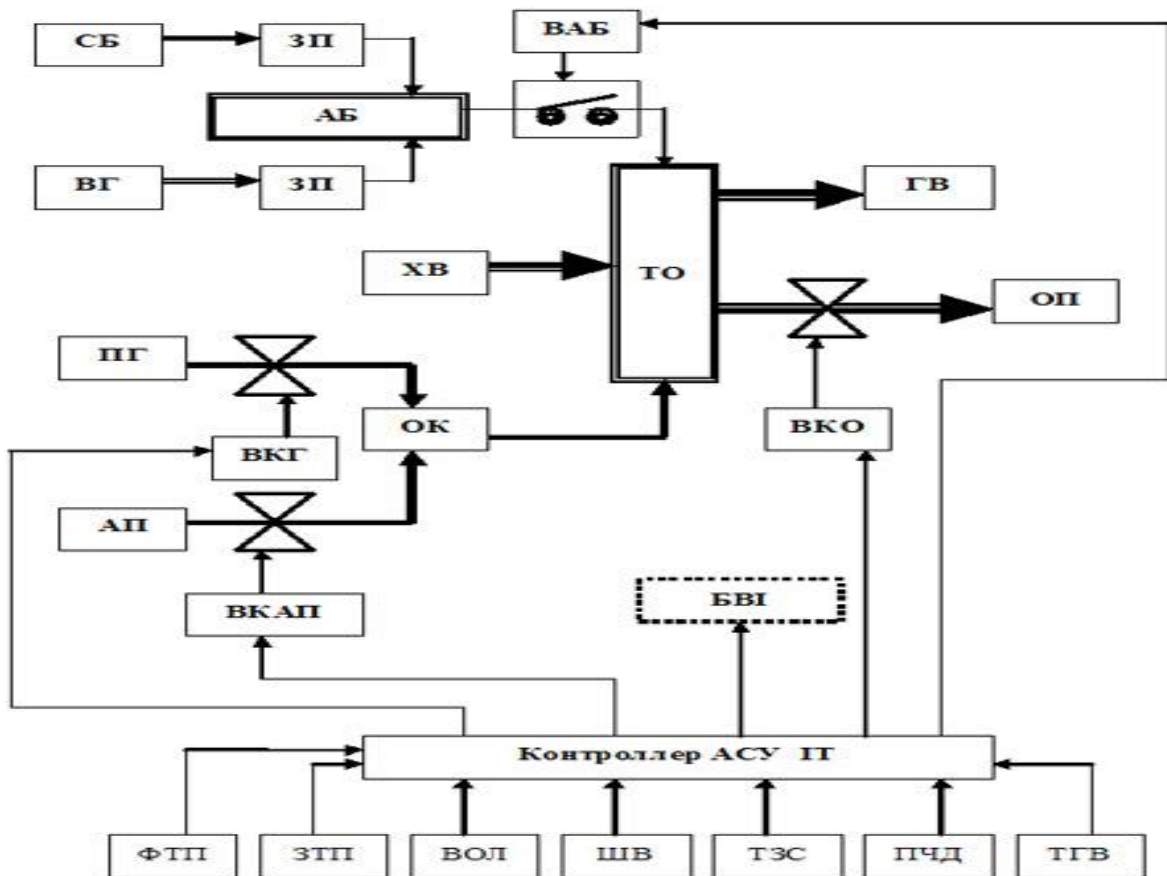 СБ
ЗП
ВАБ
АБ
ВГ
ЗП
ГВ
ХВ
ТО
ОП
ПГ
ОК
ВКО
ВКГ
АП
БВІ
ВКАП
Контроллер АСУ ІТ
ФТП
ЗТП
ВОЛ
ШВ
ТЗС
ПЧД
ТГВ